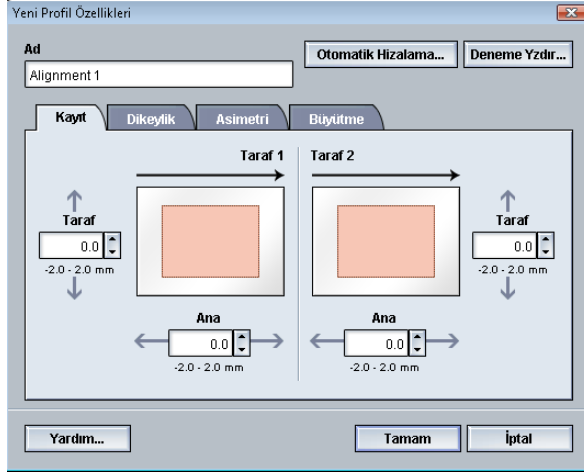 Yeni Profil Özellikleri
Ad
Alignment 1
Otomatik Hizalama...
Deneme Yzdır...
Kayıt
Dikeylik
Asimetri
Büyütme
Taraf 1
Taraf 2
Taraf
0.0
-2.0 - 2.0 mm
Taraf
0.0
-2.0 - 2.0 mm
Ana
0.0
-2.0 - 2.0 mm
Ana
0.0
-2.0 - 2.0 mm
Yardım...
Tamam
İptal